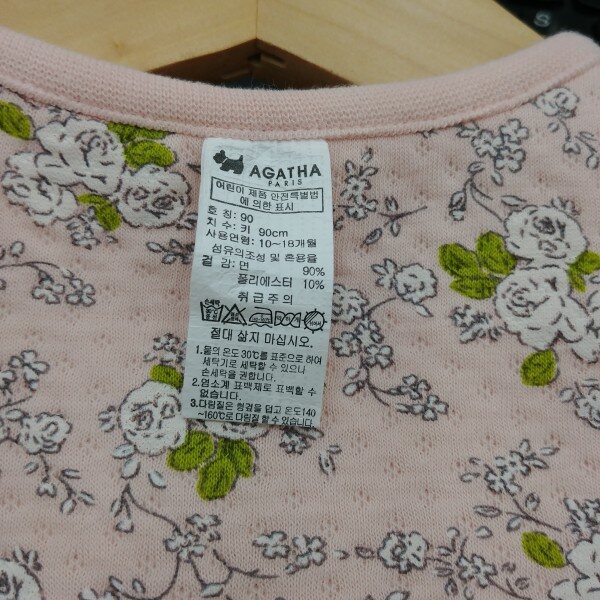 AGATHA
PARIS
어린이 제품 안전특별법
에 의한 표시
호 칭: 90
치 수: 키 90cm
사용연령: 10~18개월
섬유의조성 및 혼용율
겉 감: 면 90%
폴리에스터 10%
취 급 주 의
절대 삶지 마십시오.
1.물의 온도 30℃를 표준으로 하여
세탁기로 세탁할 수 있으나
손세탁을 권합니다.
2.염소계 표백제로 표백할 수
없습니다.
3.다림질은 헝겊을 덮고 온도140
~160℃로 다림질 할 수 있습니다.